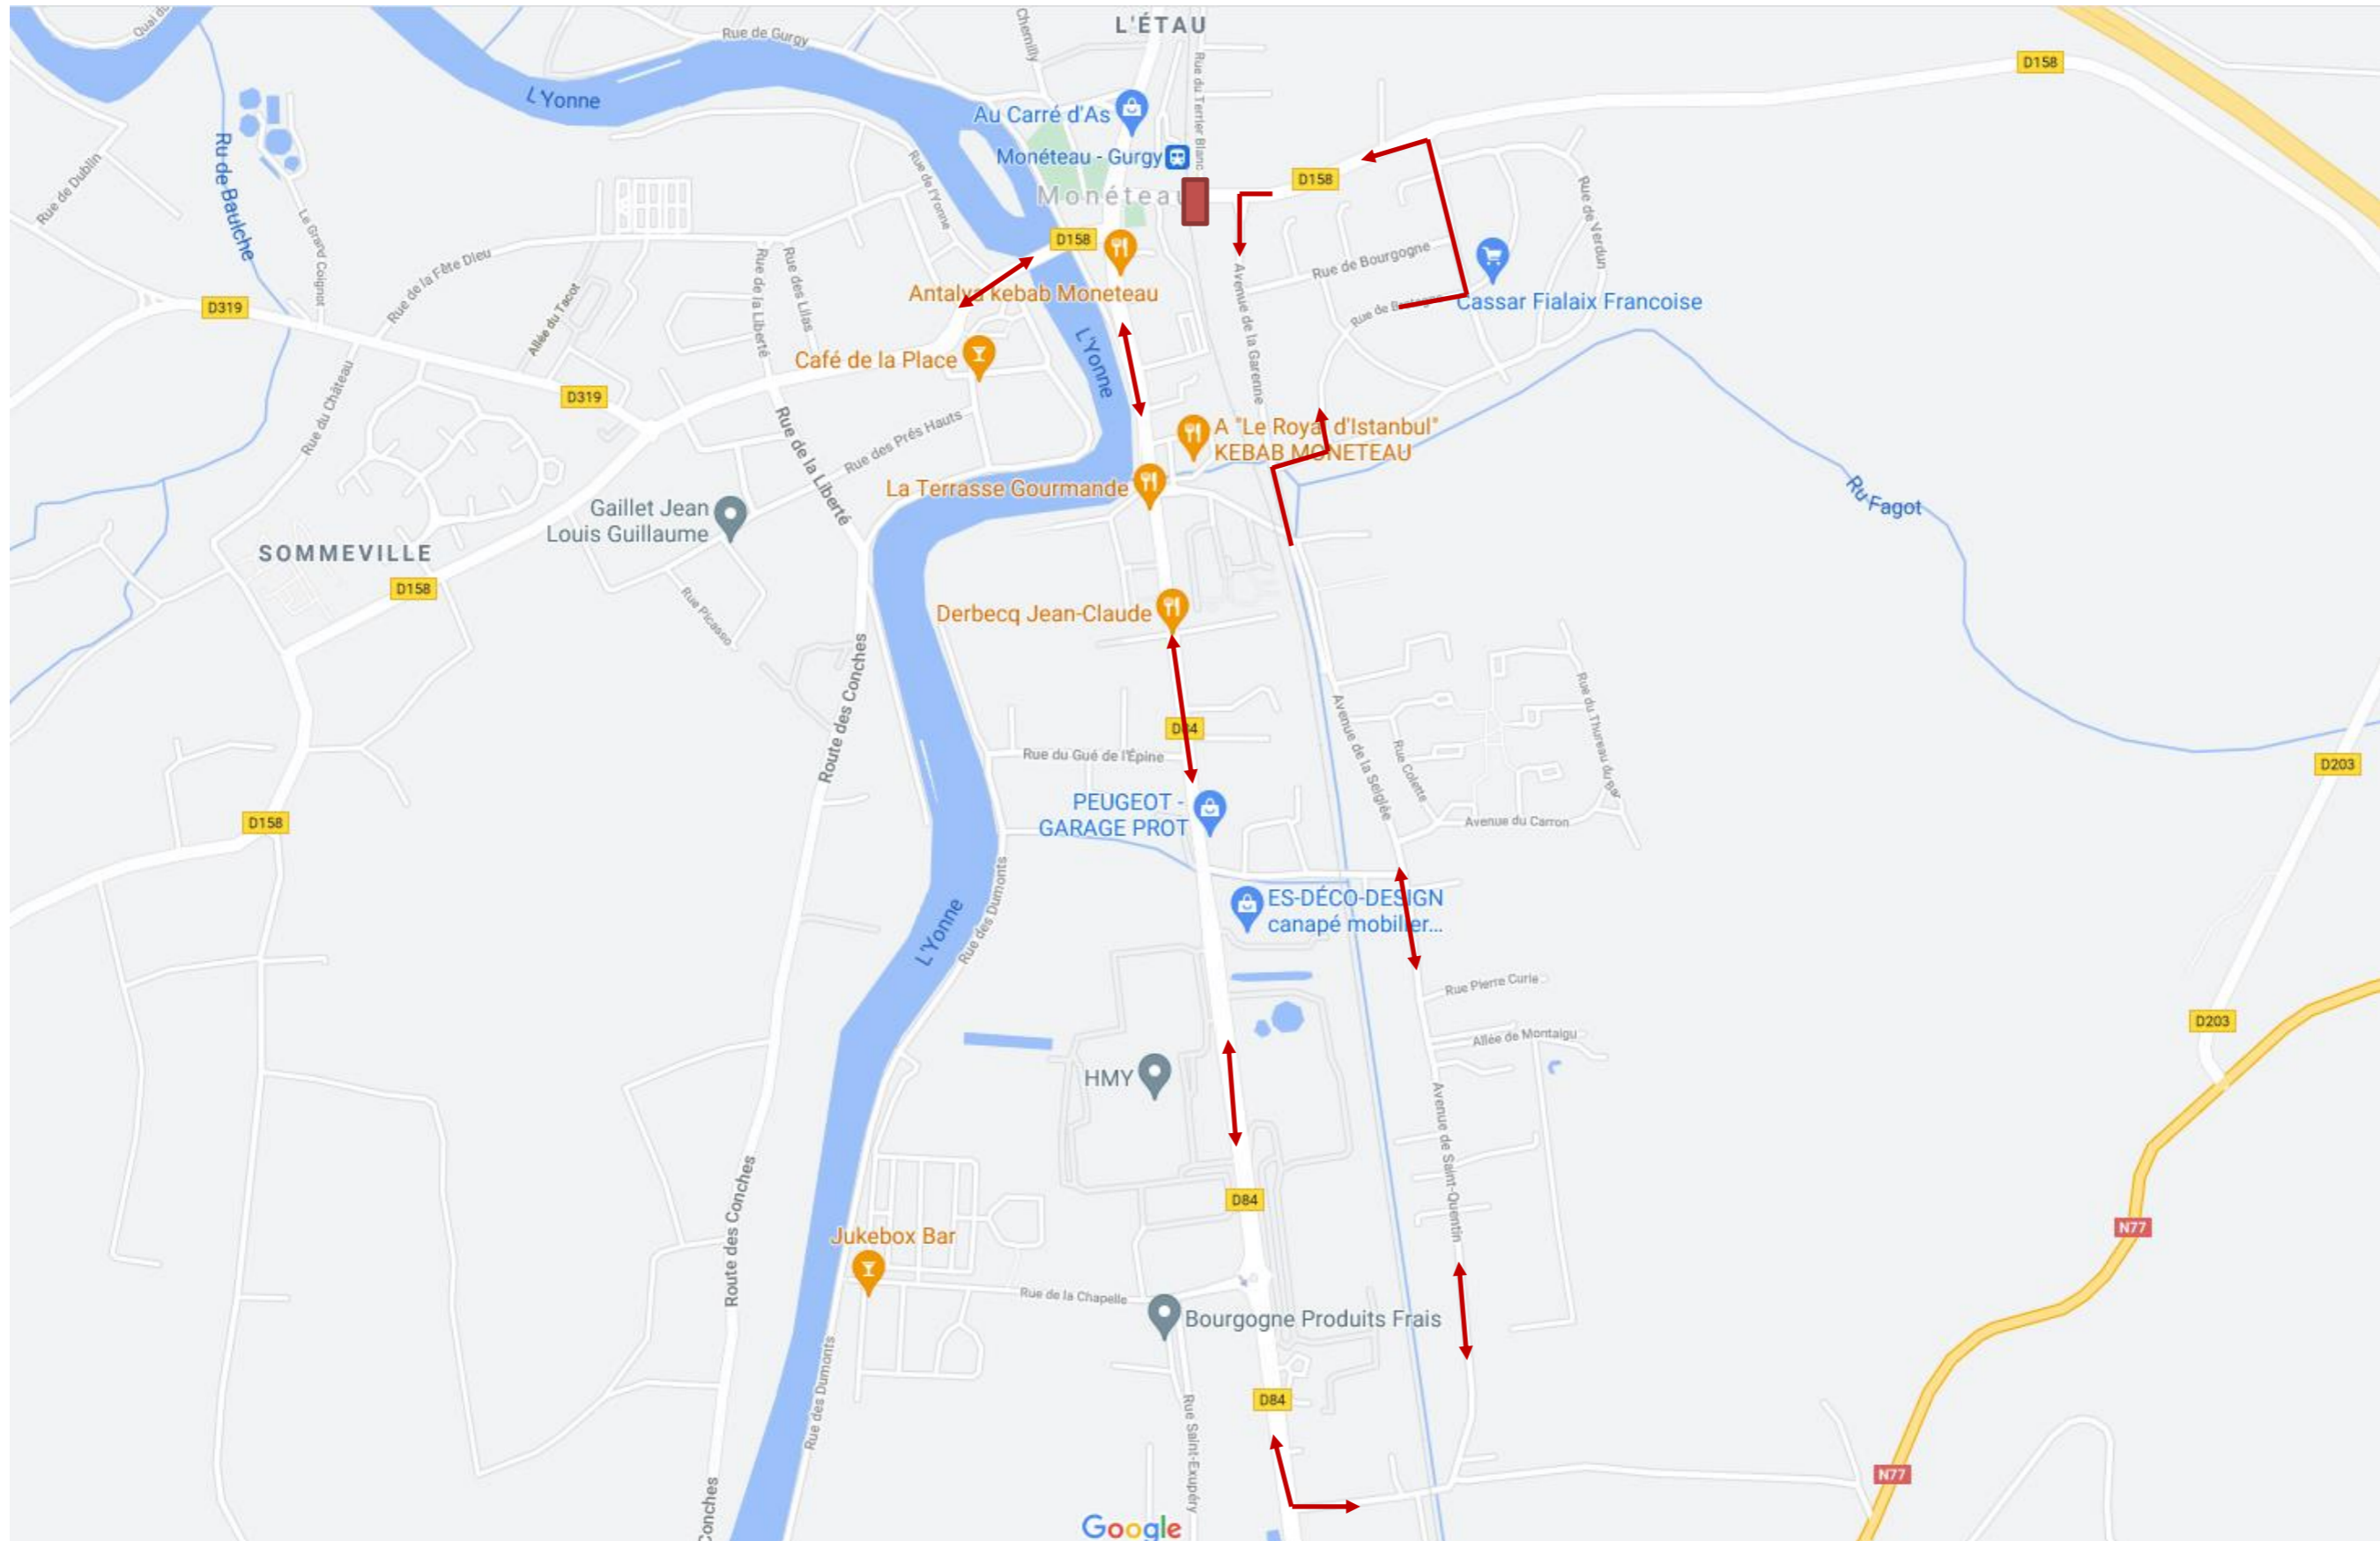 Quai du
Rue de Gurgy
Chemilly
L'ÉTAU
Rue du Terrier Blanc
D158
L'Yonne
Au Carré d'As
Monéteau - Gurgy
Ru de Baulche
Rue de Dublin
Rue de l'Yonne
D158
Rue de Verdun
Monéteau
Le Grand Coignot
D158
Rue de la Fête Dieu
Rue de la Liberté
Rue des Lilas
Rue de Bourgogne
Avenue de la Garenne
Antalya kebab Moneteau
Cassar Fialaix Francoise
D319
Allée du Tacot
Rue de Bretagne
L'Yonne
Café de la Place
D319
Rue du Château
Rue de la Liberté
Rue des Prés Hauts
A "Le Royal d'Istanbul"
KEBAB MONETEAU
La Terrasse Gourmande
Ru Fagot
Gaillet Jean
Louis Guillaume
SOMMEVILLE
D158
Rue Picasso
Derbecq Jean-Claude
Route des Conches
D84
Avenue de la Seiglée
Rue du Thureau du Bar
Rue Colette
Rue du Gué de l'Épine
D203
PEUGEOT -
GARAGE PROT
Avenue du Carron
D158
Rue des Dumonts
L'Yonne
ES-DÉCO-DESIGN
canapé mobilier...
Rue Pierre Curie
D203
Allée de Montaigu
HMY
Avenue de Saint-Quentin
Route des Conches
D84
N77
Jukebox Bar
Rue de la Chapelle
Bourgogne Produits Frais
Rue des Dumonts
D84
Rue Saint-Exupéry
N77
Conches
Google